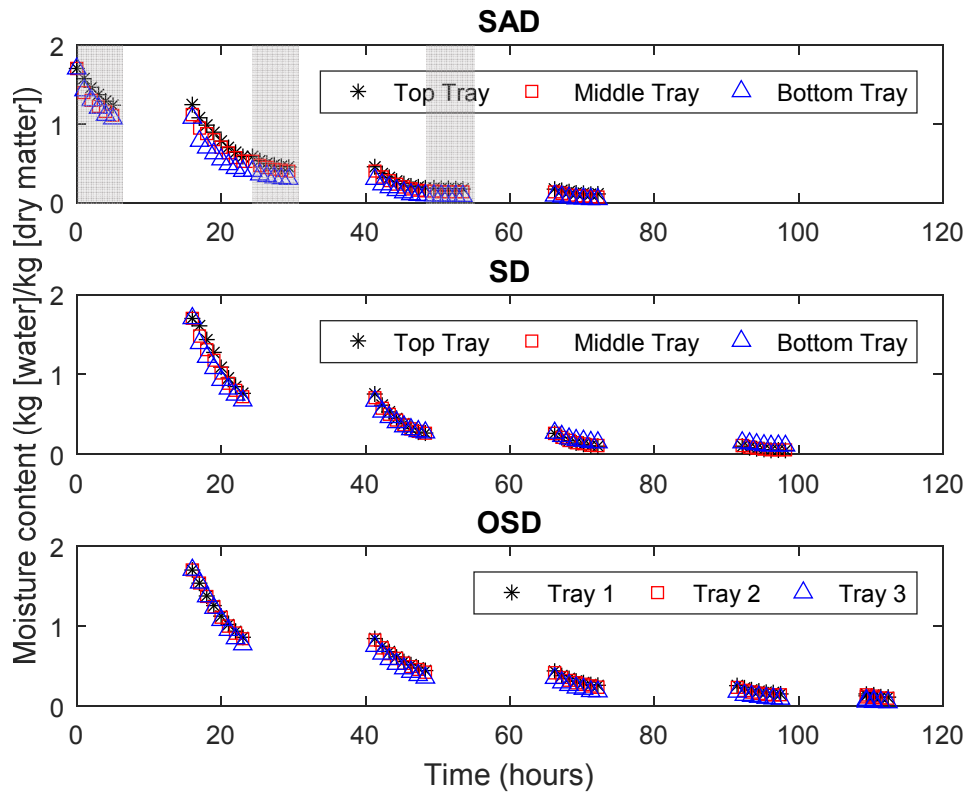 SAD
2
1
0
Top Tray Middle Tray Bottom Tray
0 20 40 60 80 100 120
SD
2
1
0
Top Tray Middle Tray Bottom Tray
0 20 40 60 80 100 120
OSD
2
1
0
Tray 1 Tray 2 Tray 3
0 20 40 60 80 100 120
Time (hours)
Moisture content (kg [water]/kg [dry matter])